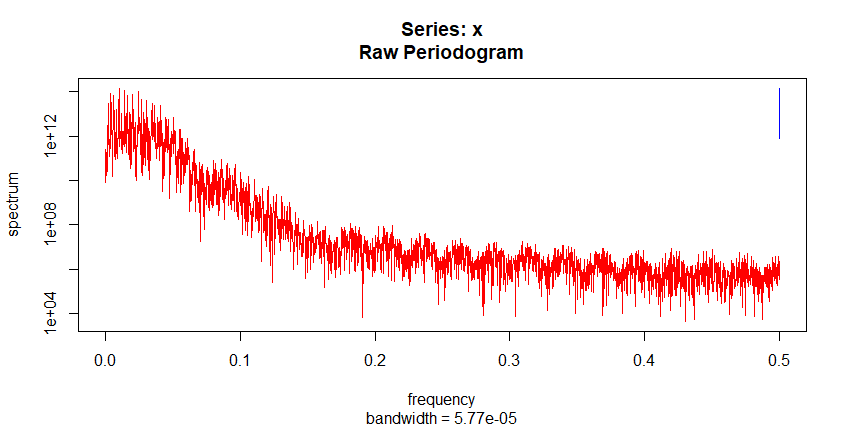 Series: x
Raw Periodogram
spectrum
1e+12
1e+08
1e+04
0.0 0.1 0.2 0.3 0.4 0.5
frequency
bandwidth = 5.77e-05